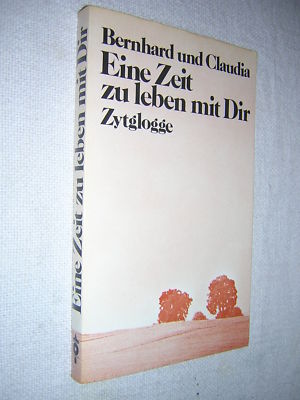 Bernhard und Claudia
Eine Zeit
zu leben mit Dir
Zytglogge
Eine Zeit zu leben mit Dir